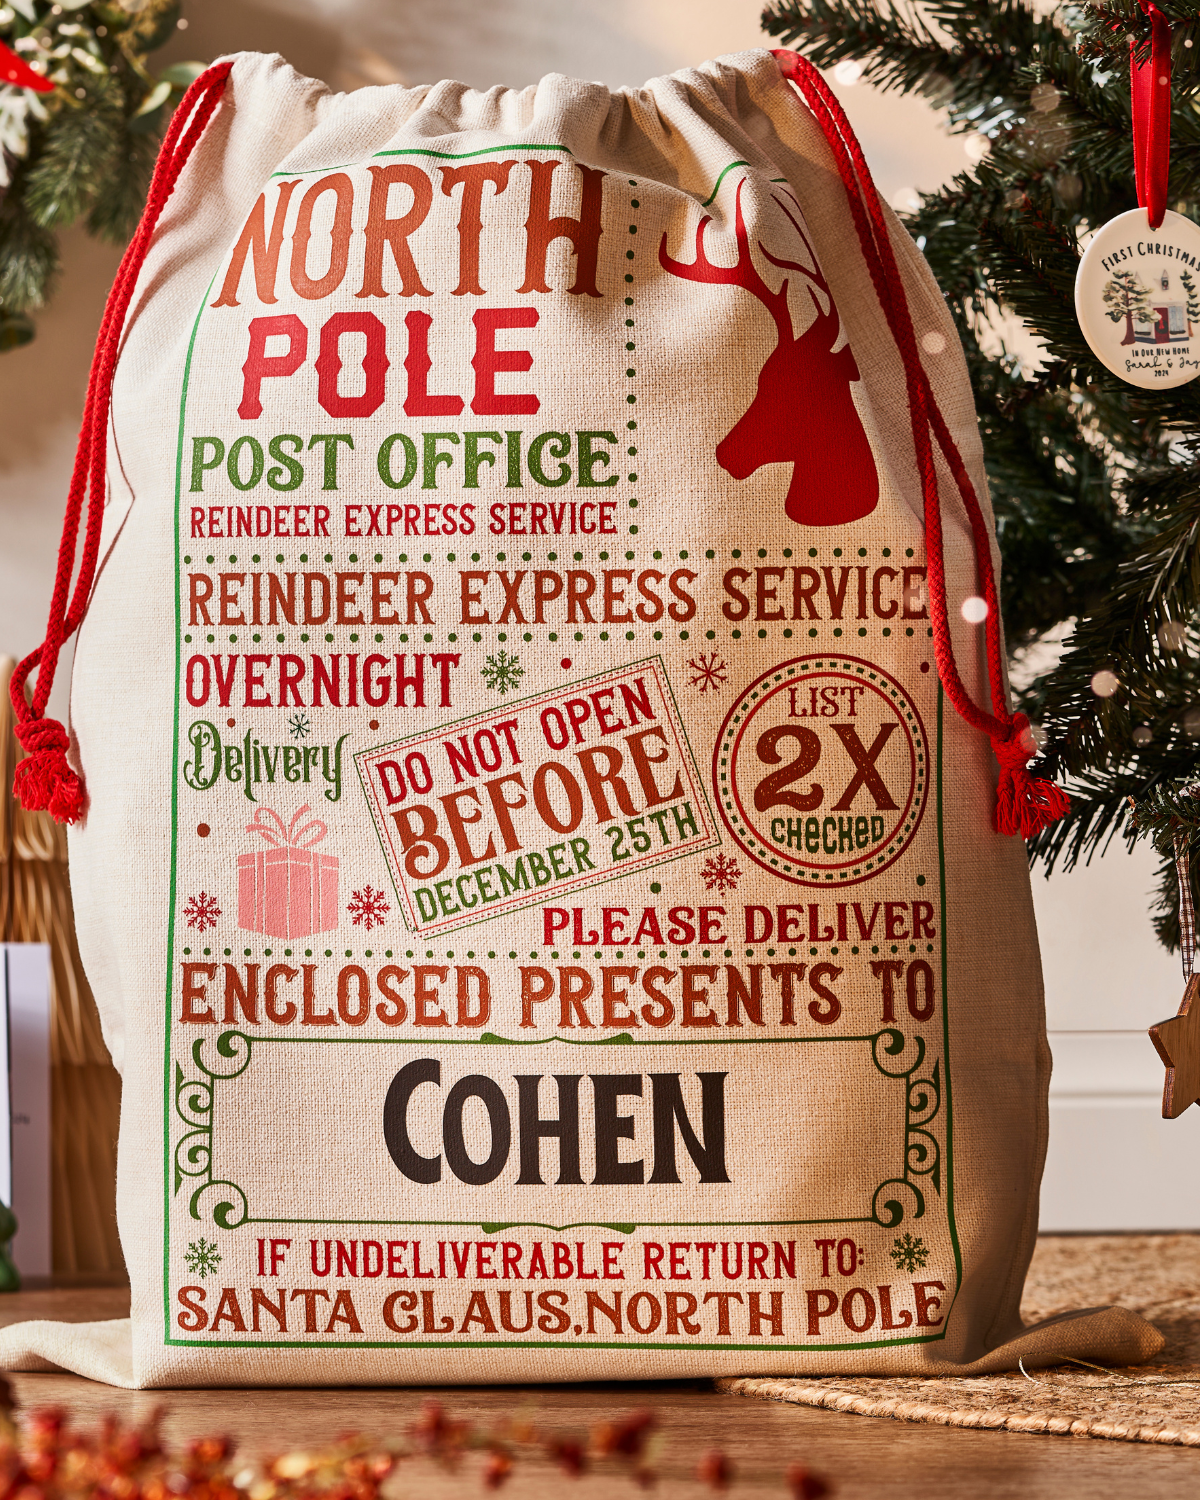 NORTH
POLE
POST OFFICE
REINDEER EXPRESS SERVICE
REINDEER EXPRESS SERVICE
OVERNIGHT
Delivery
DO NOT OPEN
BEFORE
DECEMBER 25TH
LIST
2X
CHECKED
PLEASE DELIVER
ENCLOSED PRESENTS TO
COHEN
IF UNDELIVERABLE RETURN TO:
SANTA CLAUS, NORTH POLE
FIRST CHRISTMAS
IN OUR NEW HOME
Sarah &
2024